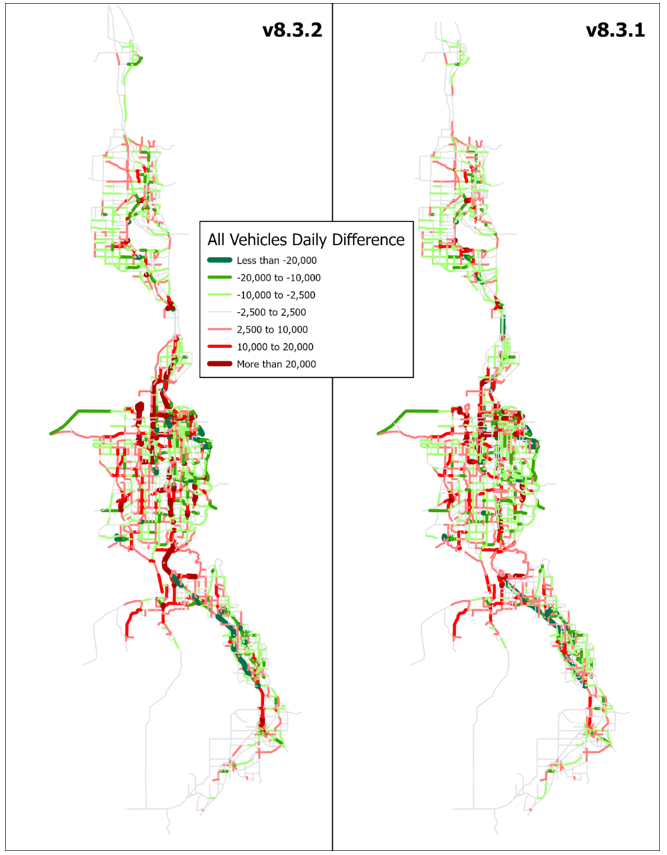 v8.3.2
v8.3.1
All Vehicles Daily Difference
Less than -20,000
-20,000 to -10,000
-10,000 to -2,500
-2,500 to 2,500
2,500 to 10,000
10,000 to 20,000
More than 20,000